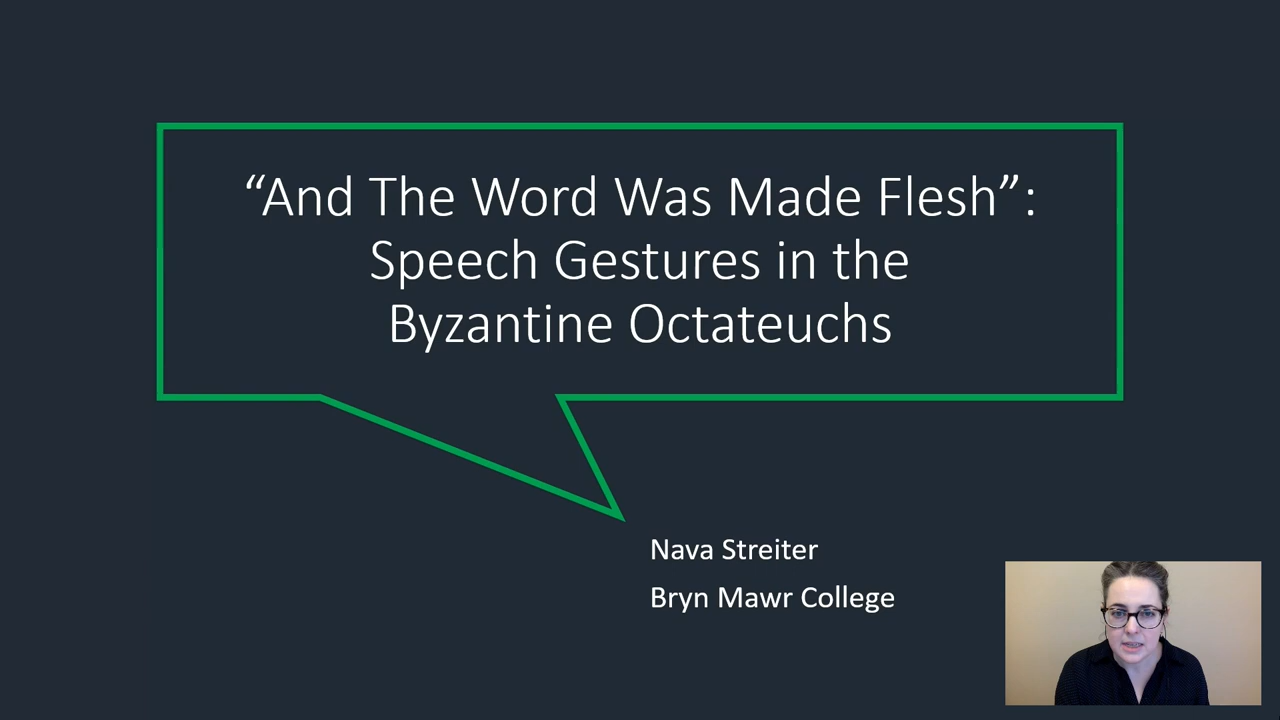 “And The Word Was Made Flesh”:
Speech Gestures in the
Byzantine Octateuchs
Nava Streiter
Bryn Mawr College